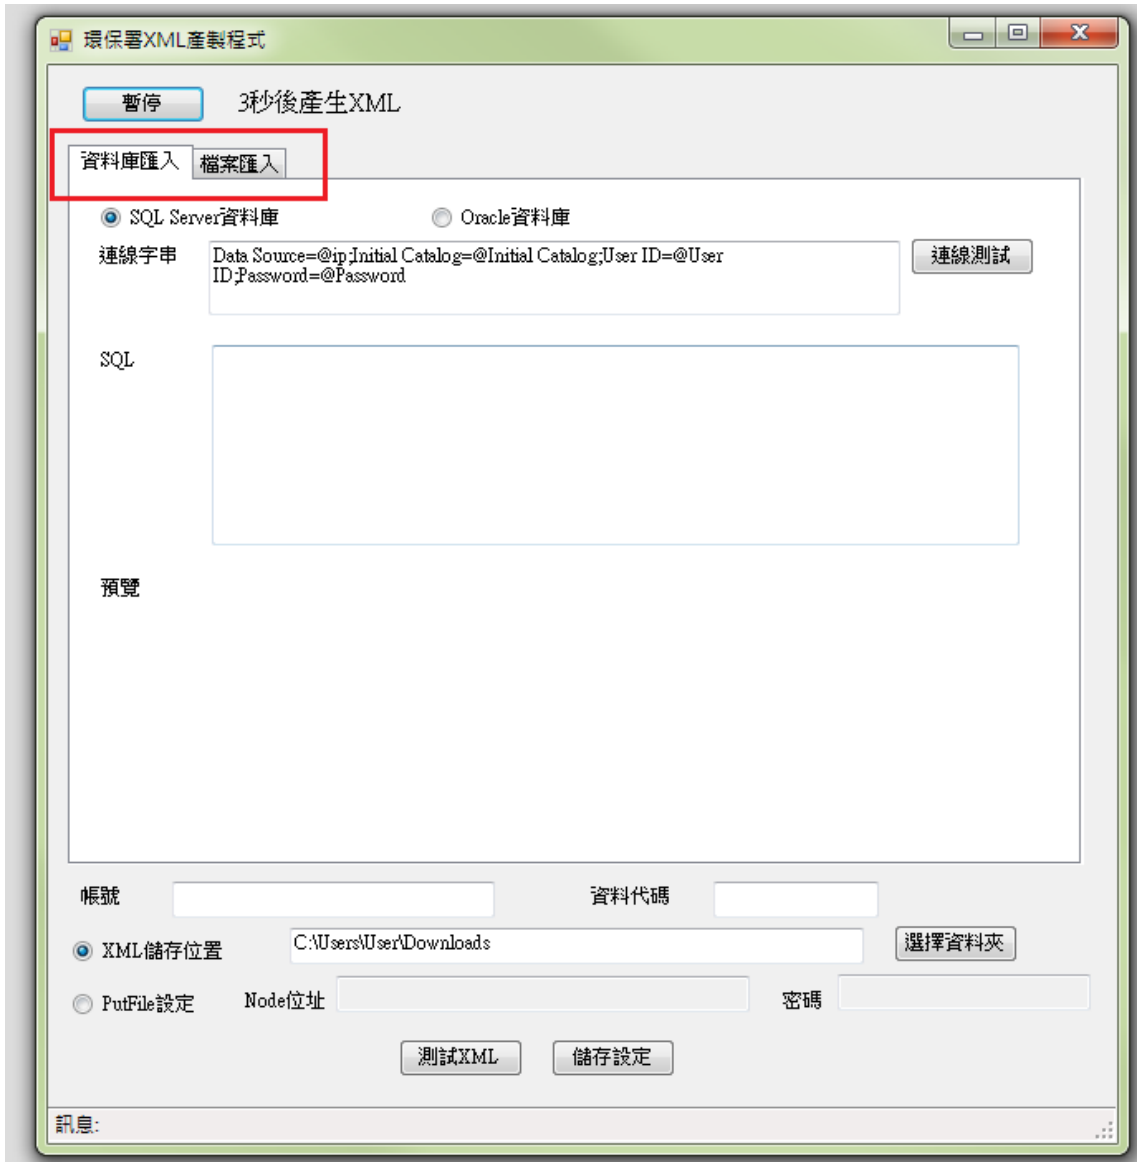 環保署XML產製程式
暫停 3秒後產生XML
資料庫匯入 檔案匯入
SQL Server資料庫 Oracle資料庫
連線字串 Data Source=@ip;Initial Catalog=@Initial Catalog;User ID=@User 連線測試
ID;Password=@Password
SQL
預覽
帳號 資料代碼
XML儲存位置 C:\Users\User\Downloads 選擇資料夾
PutFile設定 Node位址 密碼
測試XML 儲存設定
訊息: